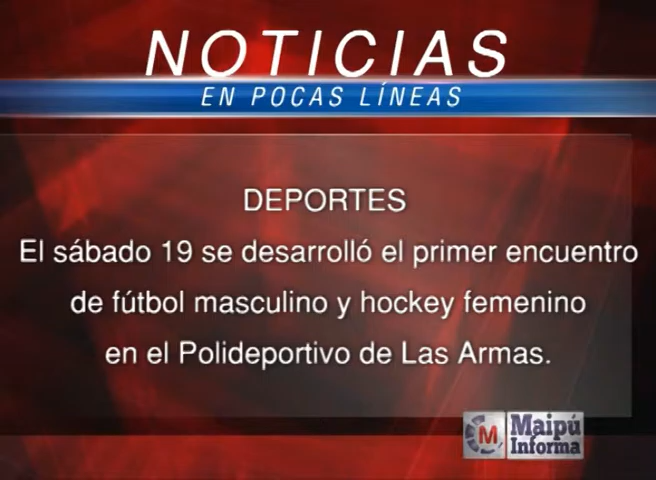 NOTICIAS
EN POCAS LÍNEAS
DEPORTES
El sábado 19 se desarrolló el primer encuentro
de fútbol masculino y hockey femenino
en el Polideportivo de Las Armas.
M Maipú
Informa